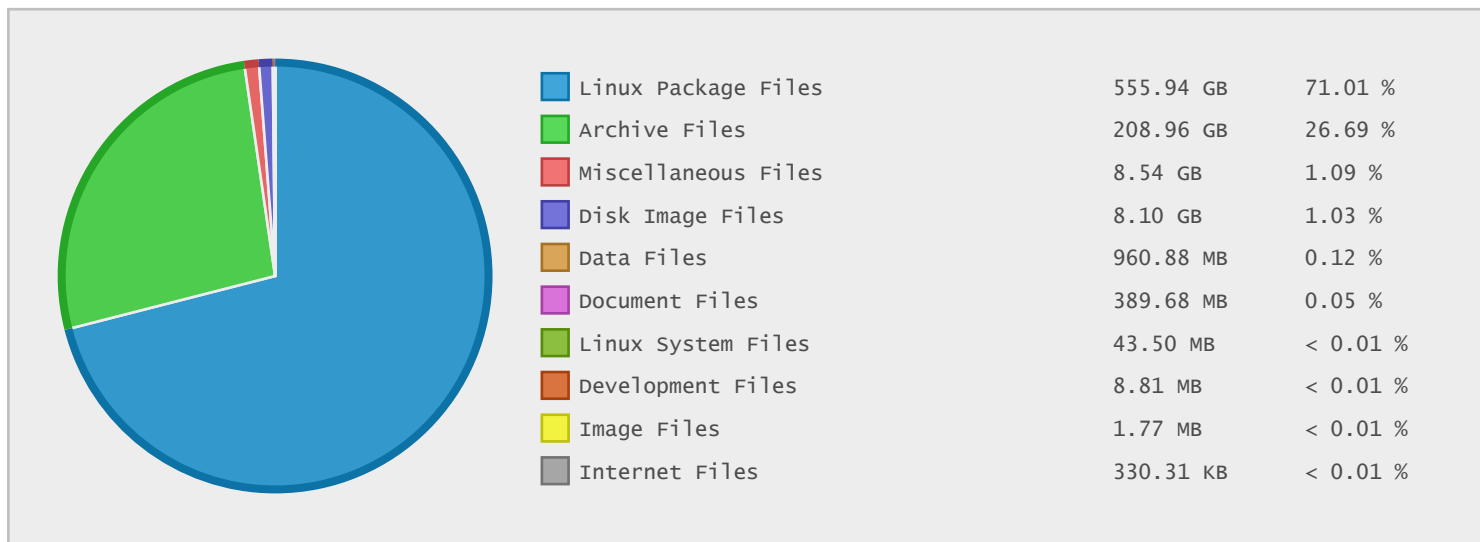 Linux Package Files 555.94 GB 71.01 %
Archive Files 208.96 GB 26.69 %
Miscellaneous Files 8.54 GB 1.09 %
Disk Image Files 8.10 GB 1.03 %
Data Files 960.88 MB 0.12 %
Document Files 389.68 MB 0.05 %
Linux System Files 43.50 MB < 0.01 %
Development Files 8.81 MB < 0.01 %
Image Files 1.77 MB < 0.01 %
Internet Files 330.31 KB < 0.01 %